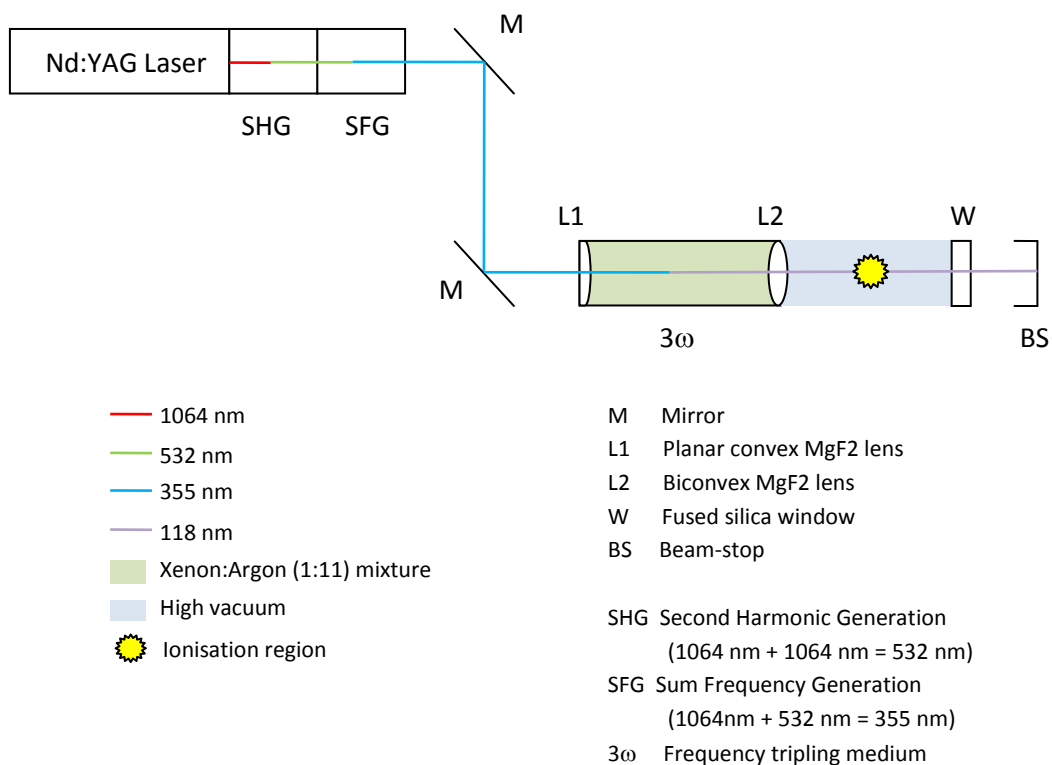 M
Nd:YAG Laser
SHG
SFG
L1
L2
W
M
3ω
BS
1064 nm
532 nm
355 nm
118 nm
Xenon:Argon (1:11) mixture
High vacuum
Ionisation region
M Mirror
L1 Planar convex MgF2 lens
L2 Biconvex MgF2 lens
W Fused silica window
BS Beam-stop
SHG Second Harmonic Generation
(1064 nm + 1064 nm = 532 nm)
SFG Sum Frequency Generation
(1064nm + 532 nm = 355 nm)
3ω Frequency tripling medium